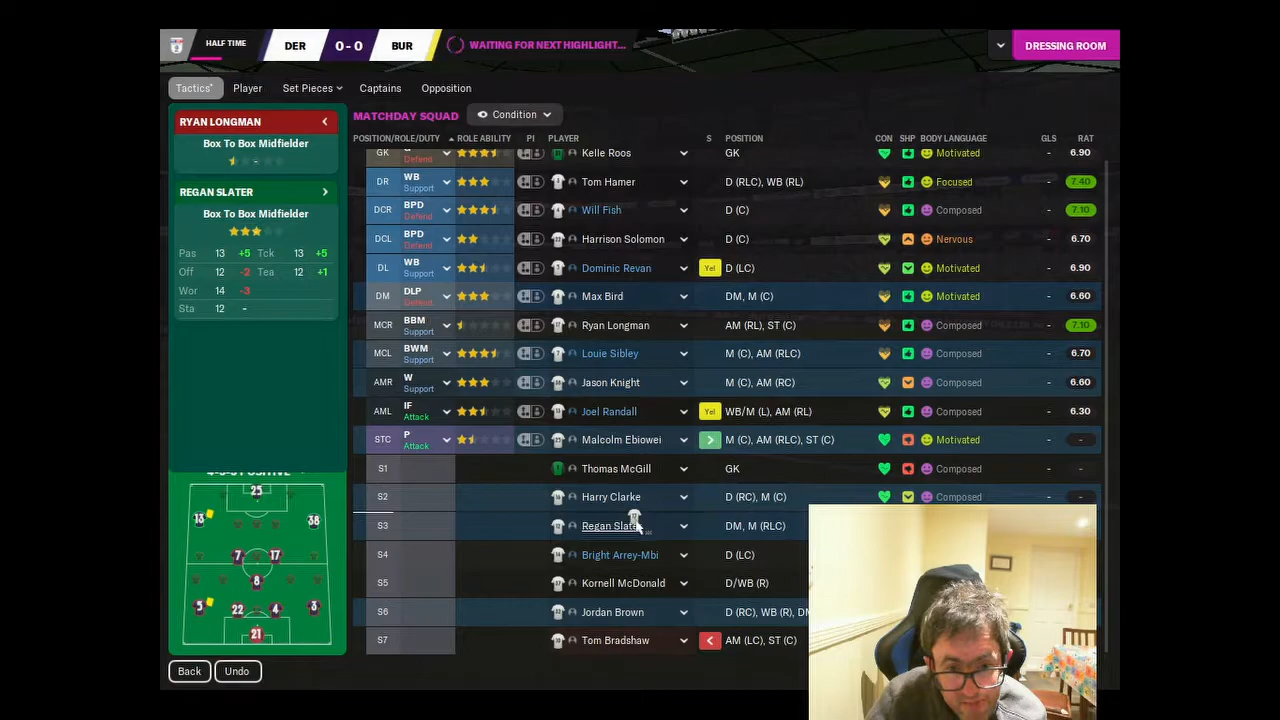 HALF TIME DER 0 - 0 BUR WAITING FOR NEXT HIGHLIGHT... DRESSING ROOM
Tactics* Player Set Pieces Captains Opposition
RYAN LONGMAN
Box To Box Midfielder
REGAN SLATER
Box To Box Midfielder
Pas 13 +5 Tck 13 +5
Off 12 -2 Tea 12 +1
Wor 14 -3
Sta 12 -
MATCHDAY SQUAD Condition
POSITION/ROLE/DUTY ROLE ABILITY PI PLAYER S POSITION CON SHP BODY LANGUAGE GLS RAT
GK Defend Kelle Roos GK Motivated - 6.90
DR WB Support Tom Hamer D (RLC), WB (RL) Focused - 7.40
DCR BPD Defend Will Fish D (C) Composed - 7.10
DCL BPD Defend Harrison Solomon D (C) Nervous - 6.70
DL WB Support Dominic Revan Yel D (LC) Motivated - 6.90
DM DLP Defend Max Bird DM, M (C) Motivated - 6.60
MCR BBM Support Ryan Longman AM (RL), ST (C) Composed - 7.10
MCL BWM Support Louie Sibley M (C), AM (RLC) Composed - 6.70
AMR W Support Jason Knight M (C), AM (RC) Composed - 6.60
AML IF Attack Joel Randall Yel WB/M (L), AM (RL) Composed - 6.30
STC P Attack Malcolm Ebiowei M (C), AM (RLC), ST (C) Motivated - -
S1 Thomas McGill GK Composed - -
S2 Harry Clarke D (RC), M (C) Composed - -
S3 Regan Slate DM, M (RLC)
S4 Bright Arrey-Mbi D (LC)
S5 Kornell McDonald D/WB (R)
S6 Jordan Brown D (RC), WB (R),
S7 Tom Bradshaw AM (LC), ST (C)
25
13 38
7 17
8
5 22 4 3
21
Back Undo